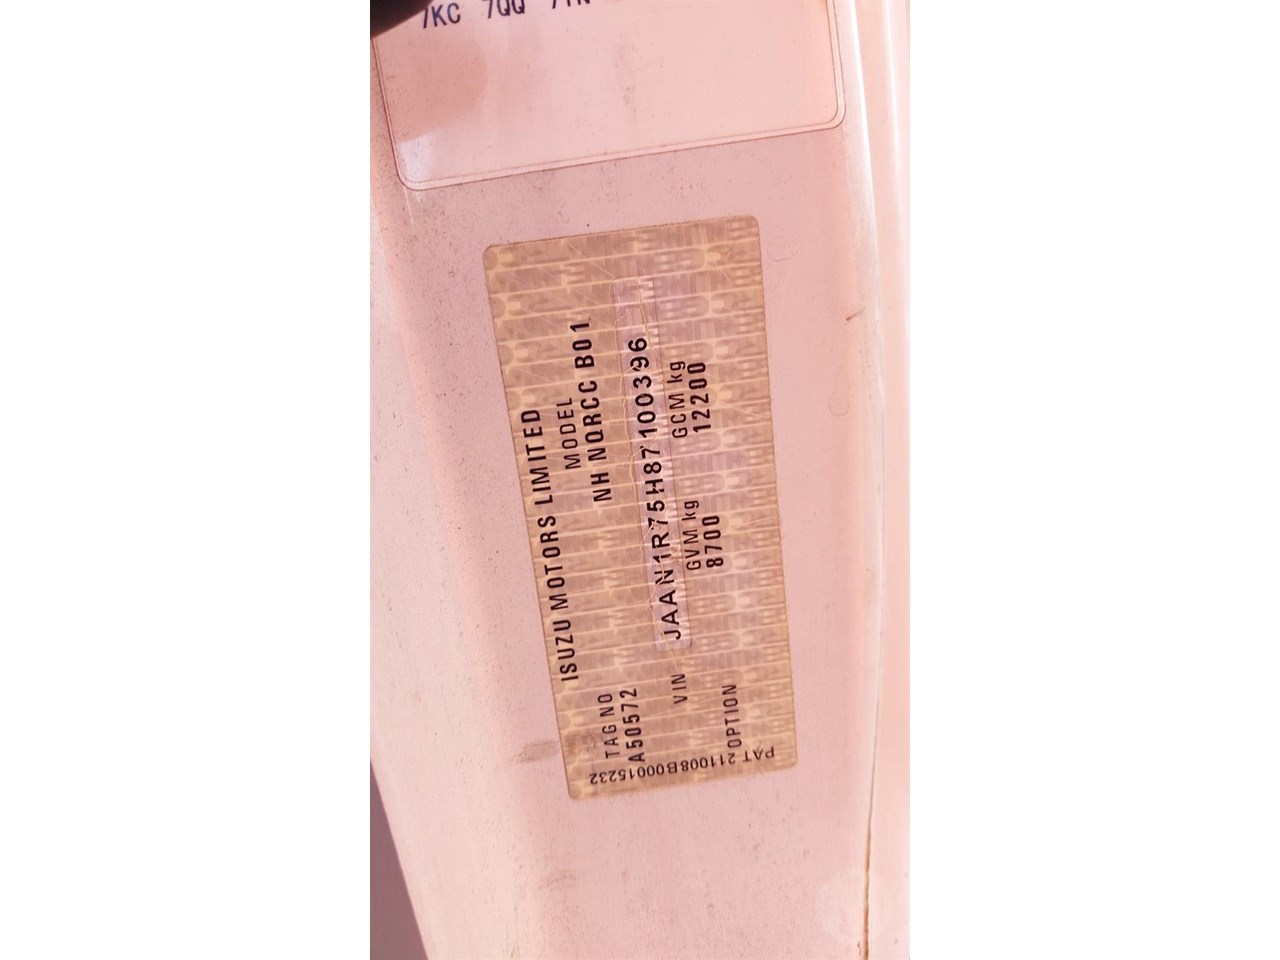 7KC 7QQ
ISUZU MOTORS LIMITED
MODEL
NH NQRCC B01
TAG NO
A50572
VIN JAAN1R75H87100396
GVM kg GCM kg
8700 12200
OPTION
PAT 211008B00015232